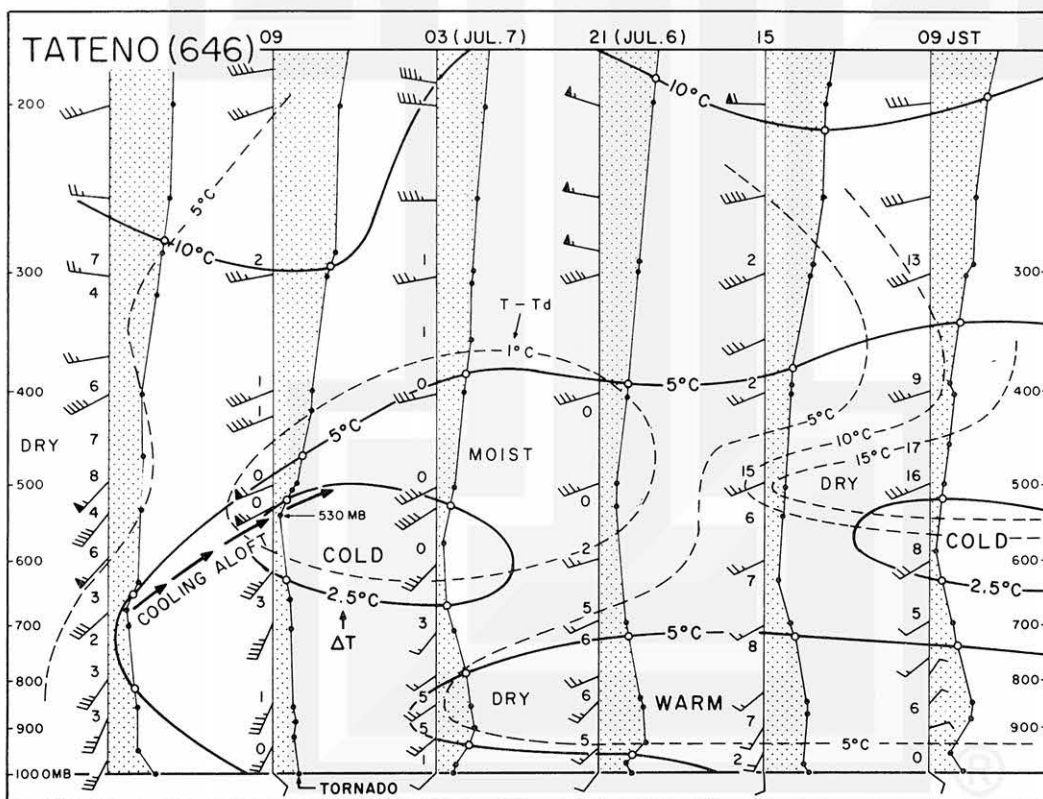 TATENO (646) 09 03 (JUL. 7) 21 (JUL. 6) 15 09 JST
200
10°C
5°C
10°C
7 2 1 2 13
300 300
4
T - Td
1
1°C
6 1 0 5°C 2 9
400 400
1 0 5°C
5°C 10°C
DRY 7 MOIST 17
15°C
8 0 15 DRY 16
500 500
4 0 0 6
530 MB
COLD 0 2 8 COLD
6
600 600
COOLING ALOFT
3 3 2.5°C 7 2.5°C
5 5
700 3 6 5°C 8 700
2
ΔT
3
800 800
5 DRY 6 WARM 6
3 1
900 5 7 900
5 5°C
0 1 2 0
1000MB
TORNADO
®